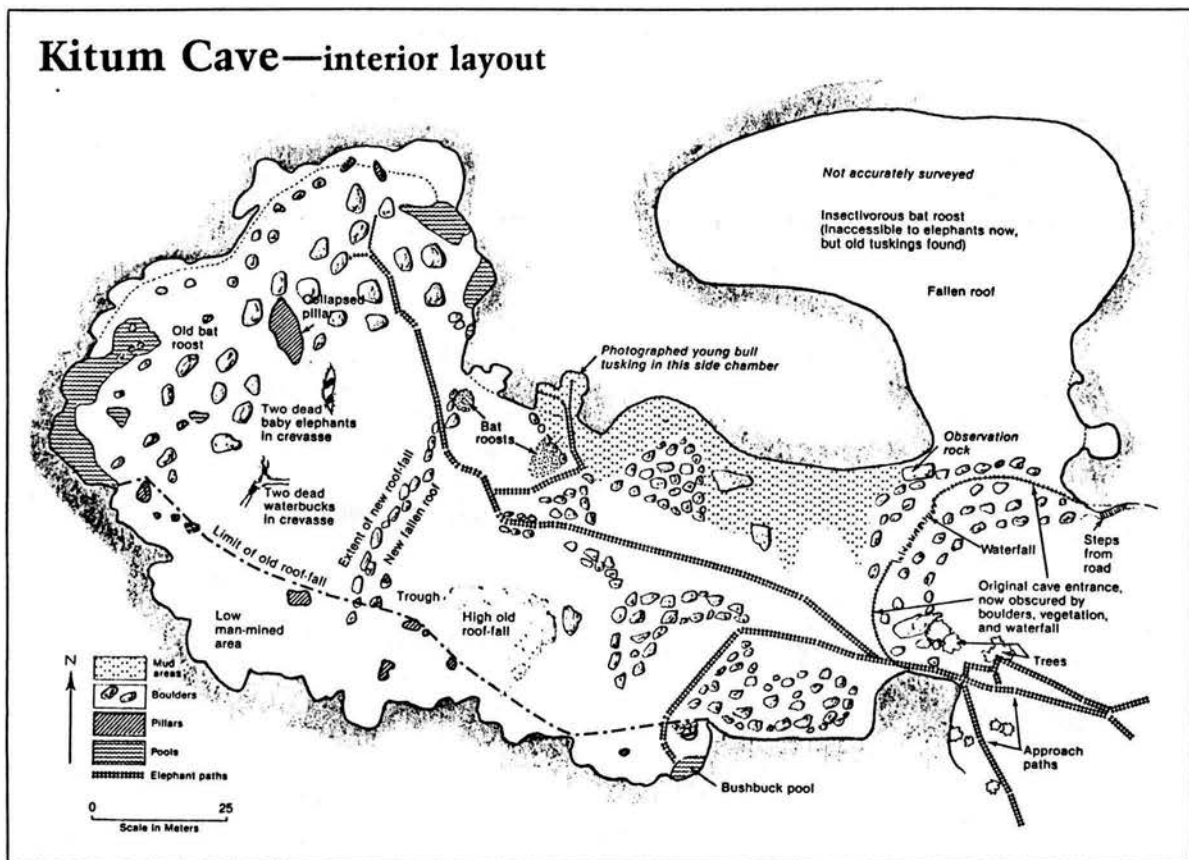 Kitum Cave—interior layout
Not accurately surveyed
Insectivorous bat roost
(Inaccessible to elephants now,
but old tuskings found)
Fallen roof
Collapsed
pillar
Old bat
roost
Photographed young bull
tusking in this side chamber
Two dead
baby elephants
in crevasse
Bat
roosts
Observation
rock
Two dead
waterbucks
in crevasse
Extent of new roof-fall
New fallen roof
Limit of old roof-fall
Waterfall
Steps
from
road
Original cave entrance,
now obscured by
boulders, vegetation,
and waterfall
Trough
High old
roof-fall
Low
man-mined
area
Trees
N
Mud
areas
Boulders
Pillars
Pools
Elephant paths
Approach
paths
Bushbuck pool
0 25
Scale in Meters